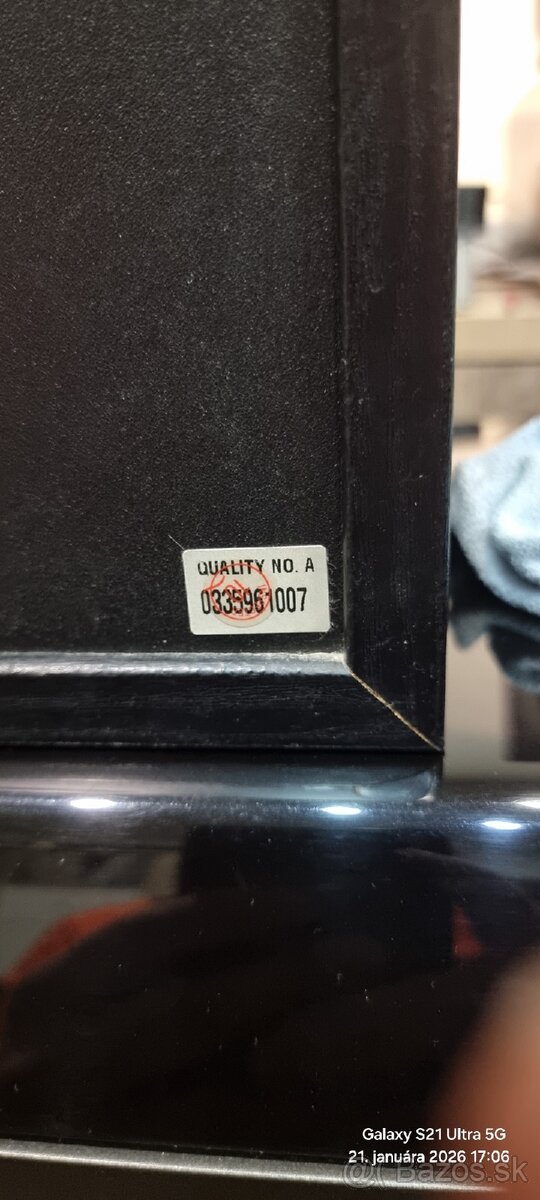 QUALITY NO. A
0335961007
Galaxy S21 Ultra 5G
21. januára 2026 17:06
Bazos.sk